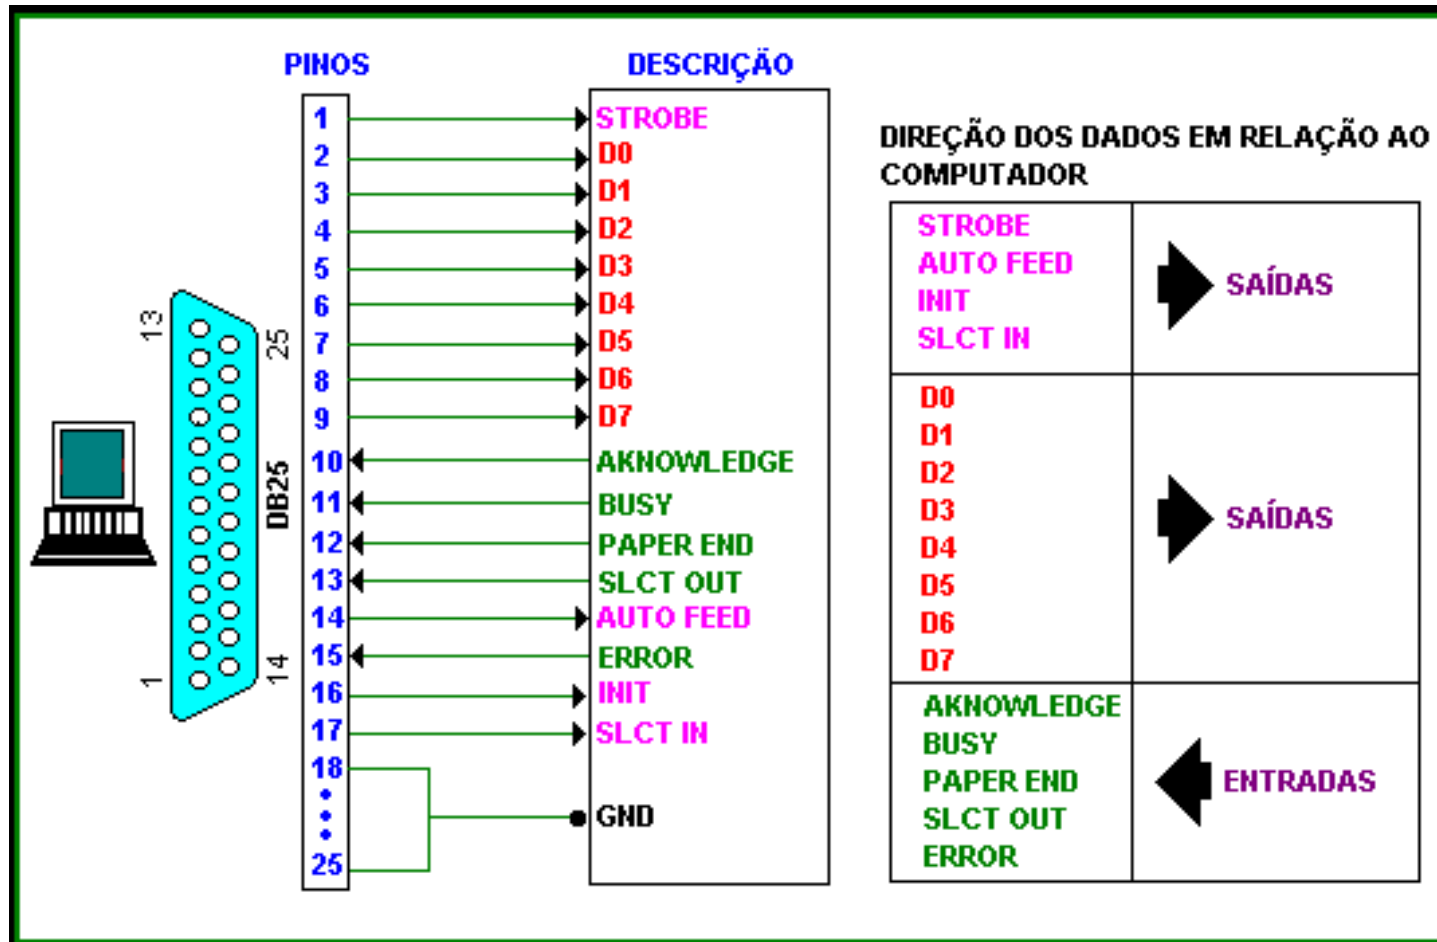 PINOS
DESCRIÇÃO
1 STROBE
2 D0
3 D1
4 D2
5 D3
6 D4
7 D5
8 D6
9 D7
10 AKNOWLEDGE
11 BUSY
12 PAPER END
13 SLCT OUT
14 AUTO FEED
15 ERROR
16 INIT
17 SLCT IN
18
GND
25
13
25
DB25
1
14
DIREÇÃO DOS DADOS EM RELAÇÃO AO
COMPUTADOR
STROBE
AUTO FEED
INIT
SLCT IN
SAÍDAS
D0
D1
D2
D3
D4
D5
D6
D7
SAÍDAS
AKNOWLEDGE
BUSY
PAPER END
SLCT OUT
ERROR
ENTRADAS